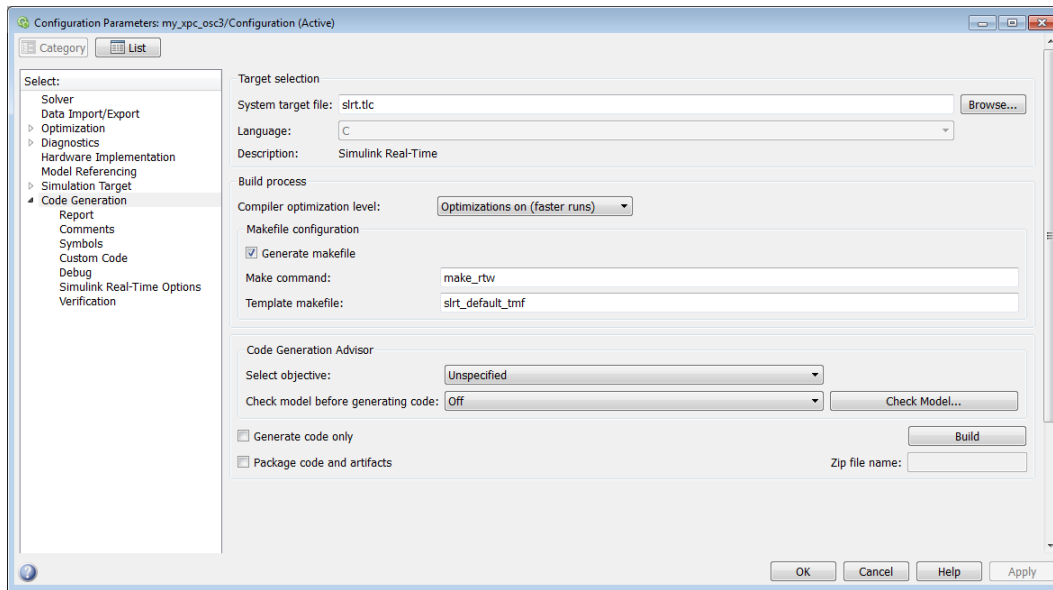 Configuration Parameters: my_xpc_osc3/Configuration (Active)
Category List
Select:
Solver
Data Import/Export
Optimization
Diagnostics
Hardware Implementation
Model Referencing
Simulation Target
Code Generation
Report
Comments
Symbols
Custom Code
Debug
Simulink Real-Time Options
Verification
Target selection
System target file: slrt.tlc Browse...
Language: C
Description: Simulink Real-Time
Build process
Compiler optimization level: Optimizations on (faster runs)
Makefile configuration
Generate makefile
Make command: make_rtw
Template makefile: slrt_default_tmf
Code Generation Advisor
Select objective: Unspecified
Check model before generating code: Off Check Model...
Generate code only Build
Package code and artifacts Zip file name:
OK Cancel Help Apply